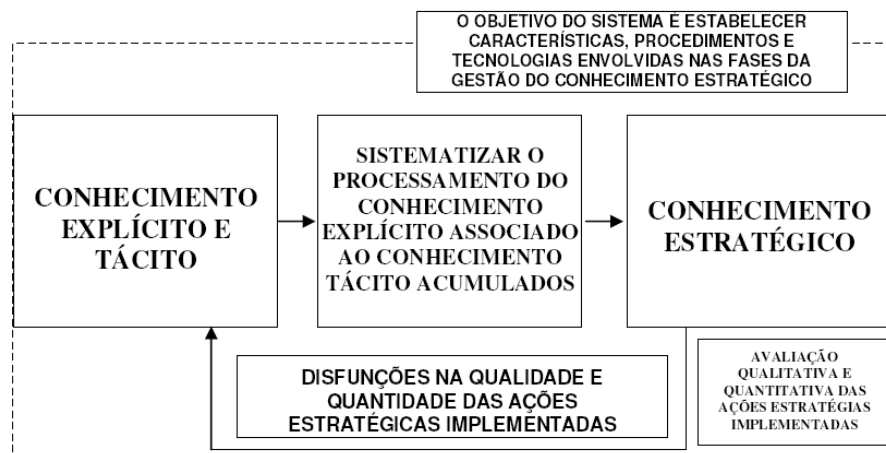 O OBJETIVO DO SISTEMA É ESTABELECER
CARACTERÍSTICAS, PROCEDIMENTOS E
TECNOLOGIAS ENVOLVIDAS NAS FASES DA
GESTÃO DO CONHECIMENTO ESTRATÉGICO
CONHECIMENTO
EXPLÍCITO E
TÁCITO
SISTEMATIZAR O
PROCESSAMENTO DO
CONHECIMENTO
EXPLÍCITO ASSOCIADO
AO CONHECIMENTO
TÁCITO ACUMULADOS
CONHECIMENTO
ESTRATÉGICO
DISFUNÇÕES NA QUALIDADE E
QUANTIDADE DAS AÇÕES
ESTRATÉGICAS IMPLEMENTADAS
AVALIAÇÃO
QUALITATIVA E
QUANTITATIVA DAS
AÇÕES ESTRATÉGIAS
IMPLEMENTADAS